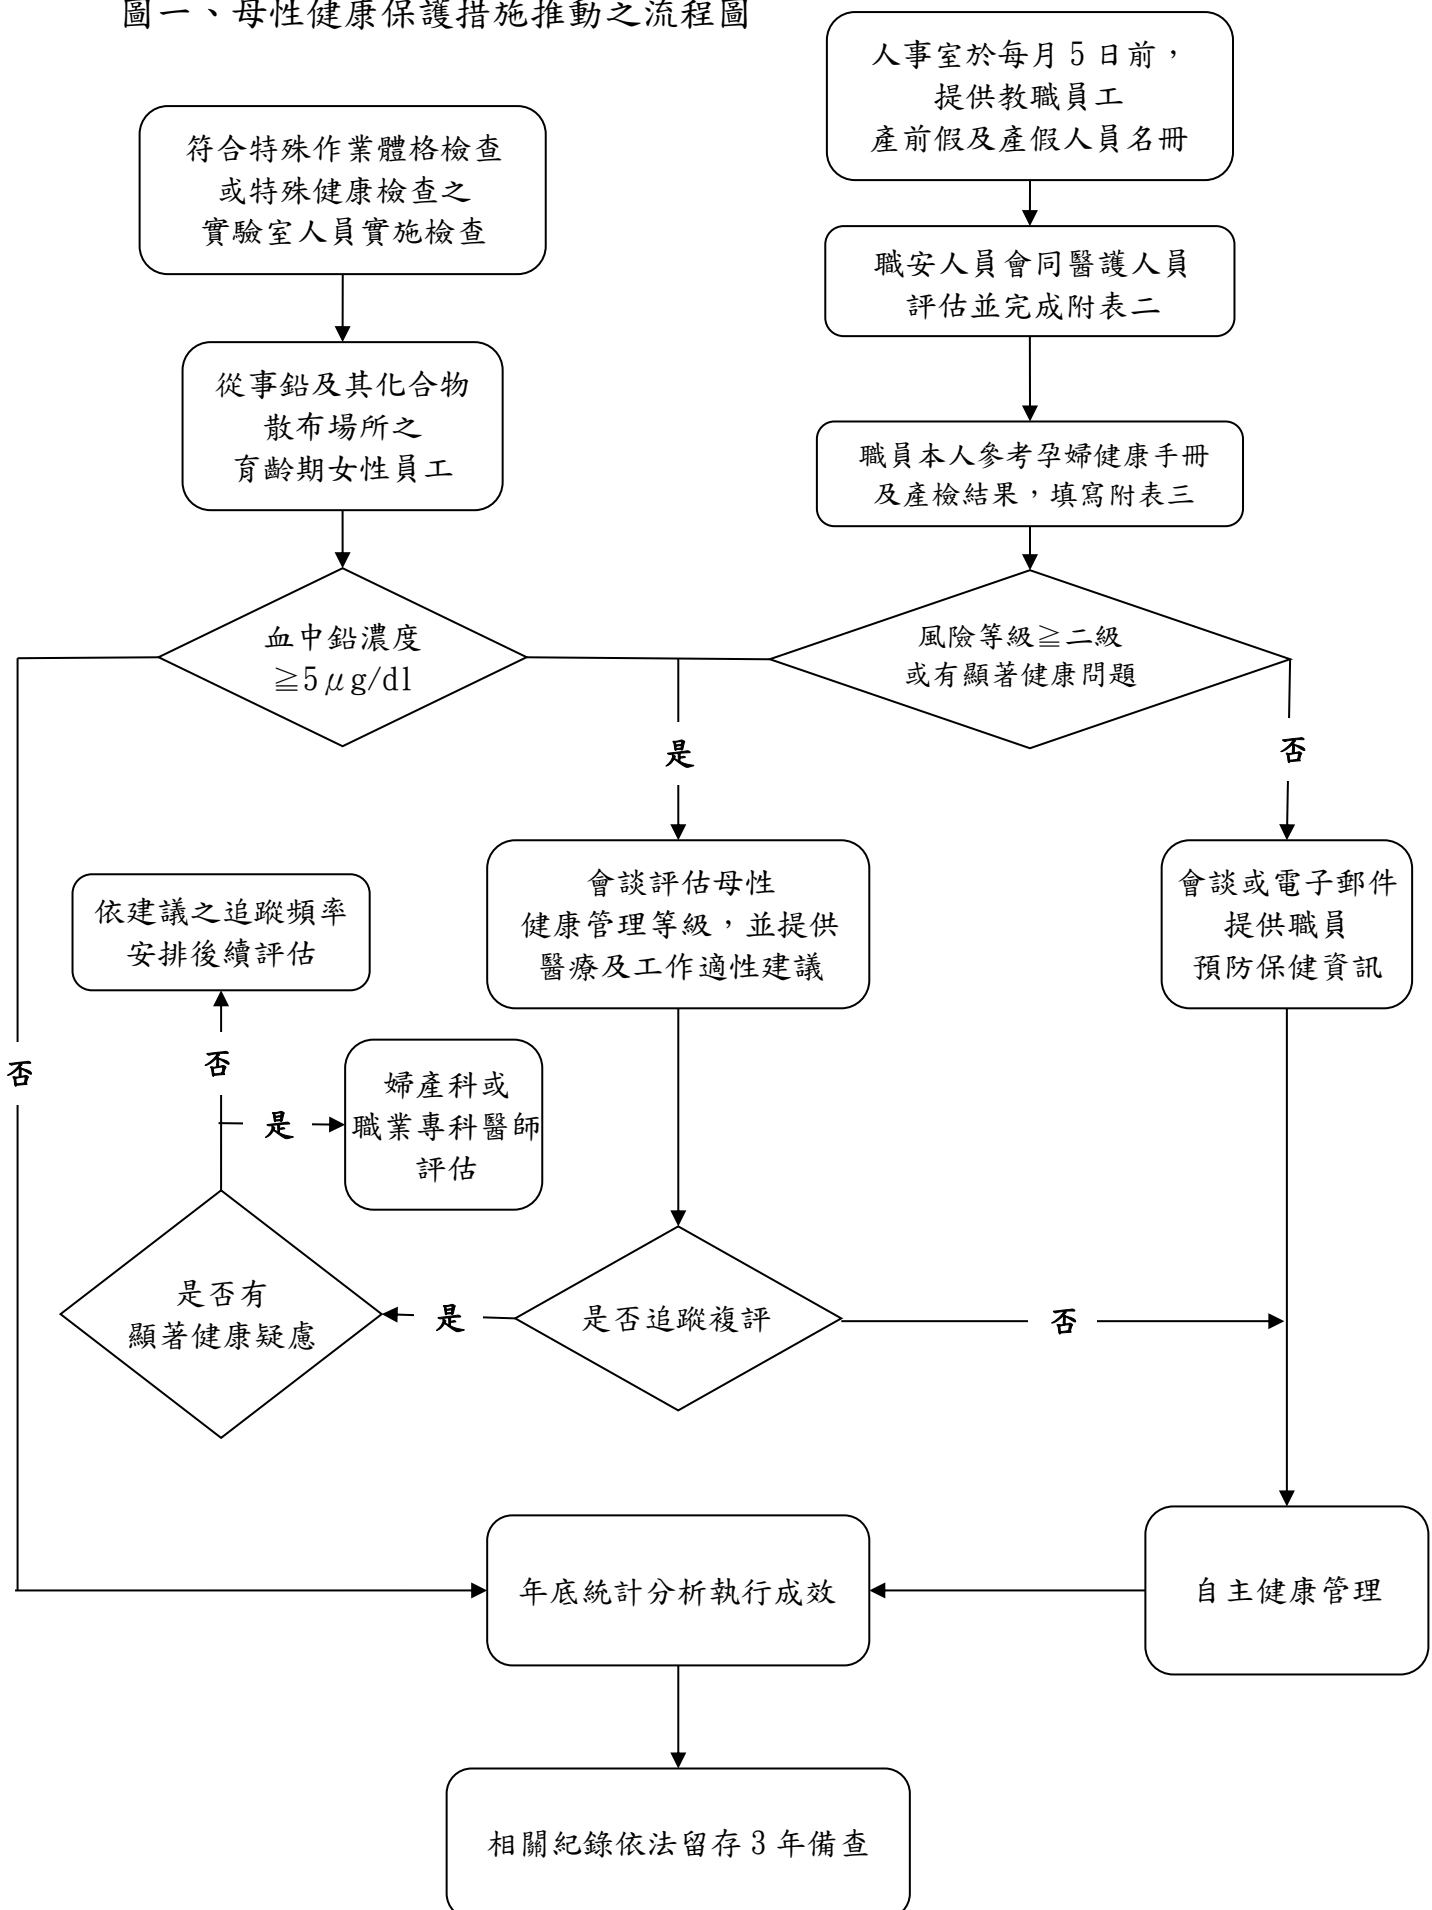 圖一、母性健康保護措施推動之流程圖
人事室於每月5日前，
提供教職員工
產前假及產假人員名冊
符合特殊作業體格檢查
或特殊健康檢查之
實驗室人員實施檢查
職安人員會同醫護人員
評估並完成附表二
從事鉛及其化合物
散布場所之
育齡期女性員工
職員本人參考孕婦健康手冊
及產檢結果，填寫附表三
血中鉛濃度
≧5μg/dl
風險等級≧二級
或有顯著健康問題
是
否
會談評估母性
健康管理等級，並提供
醫療及工作適性建議
會談或電子郵件
提供職員
預防保健資訊
依建議之追蹤頻率
安排後續評估
否
否
是
婦產科或
職業專科醫師
評估
是否有
顯著健康疑慮
是
是否追蹤複評
否
年底統計分析執行成效
自主健康管理
相關紀錄依法留存3年備查